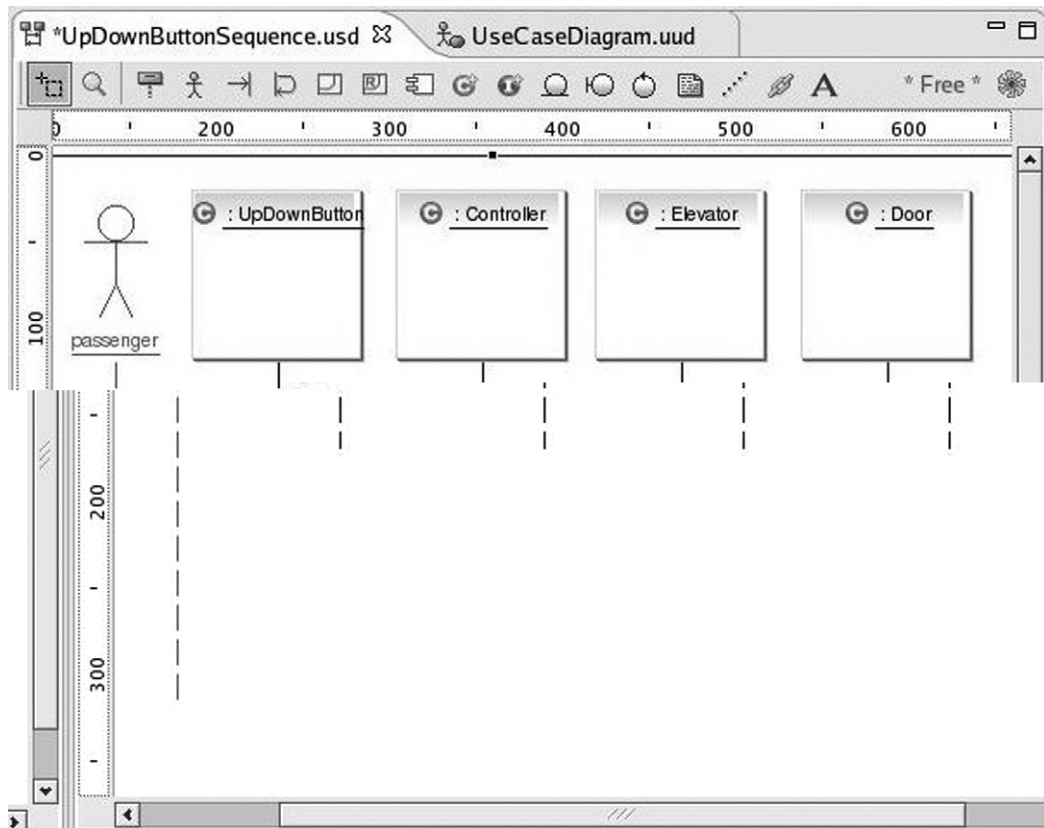 *UpDownButtonSequence.usd UseCaseDiagram.uud
A * Free *
0 200 300 400 500 600
0
C : UpDownButton C : Controller C : Elevator C : Door
100
passenger
200
300